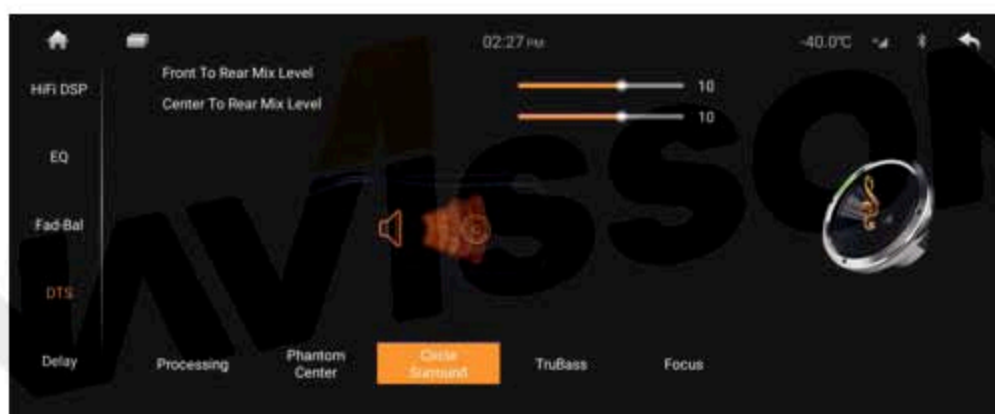 02:27 PM
-40.0°C
HiFi DSP
Front To Rear Mix Level
10
Center To Rear Mix Level
10
EQ
Fad-Bal
DTS
Delay
Processing
Phantom
Center
Circle
Surround
TruBass
Focus